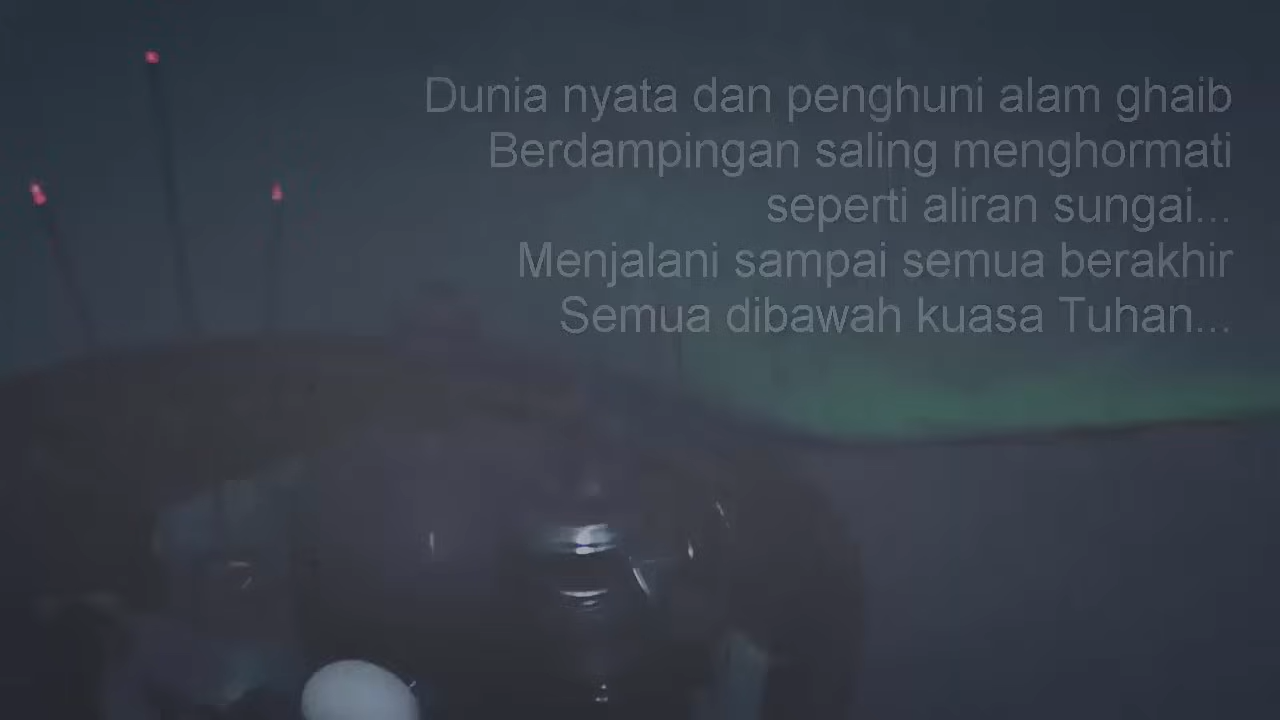 Dunia nyata dan penghuni alam ghaib
Berdampingan saling menghormati
seperti aliran sungai...
Menjalani sampai semua berakhir
Semua dibawah kuasa Tuhan...